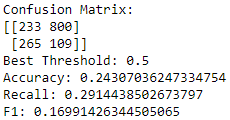 Confusion Matrix:
[[233 800]
 [265 109]]
Best Threshold: 0.5
Accuracy: 0.24307036247334754
Recall: 0.2914438502673797
F1: 0.16991426344505065